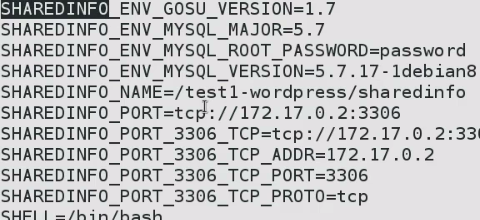 SHAREDINFO_ENV_GOSU_VERSION=1.7
SHAREDINFO_ENV_MYSQL_MAJOR=5.7
SHAREDINFO_ENV_MYSQL_ROOT_PASSWORD=password
SHAREDINFO_ENV_MYSQL_VERSION=5.7.17-1debian8
SHAREDINFO_NAME=/test1-wordpress/sharedinfo
SHAREDINFO_PORT=tcp://172.17.0.2:3306
SHAREDINFO_PORT_3306_TCP=tcp://172.17.0.2:330
SHAREDINFO_PORT_3306_TCP_ADDR=172.17.0.2
SHAREDINFO_PORT_3306_TCP_PORT=3306
SHAREDINFO_PORT_3306_TCP_PROTO=tcp
SHELL=/bin/bash